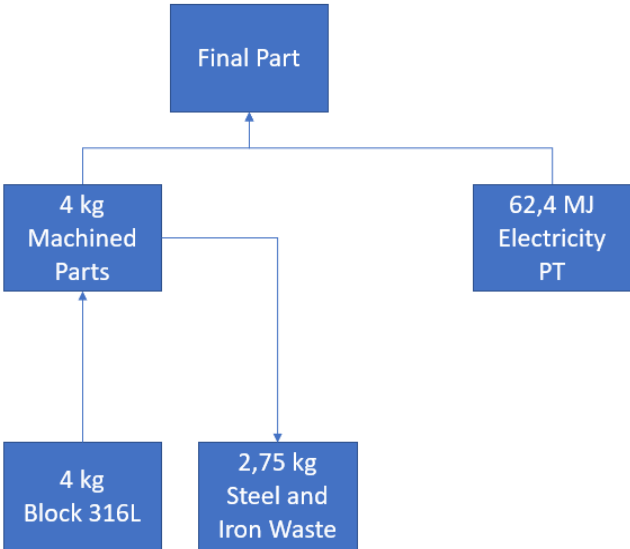 Final Part
4 kg
Machined
Parts
62,4 MJ
Electricity
PT
4 kg
Block 316L
2,75 kg
Steel and
Iron Waste